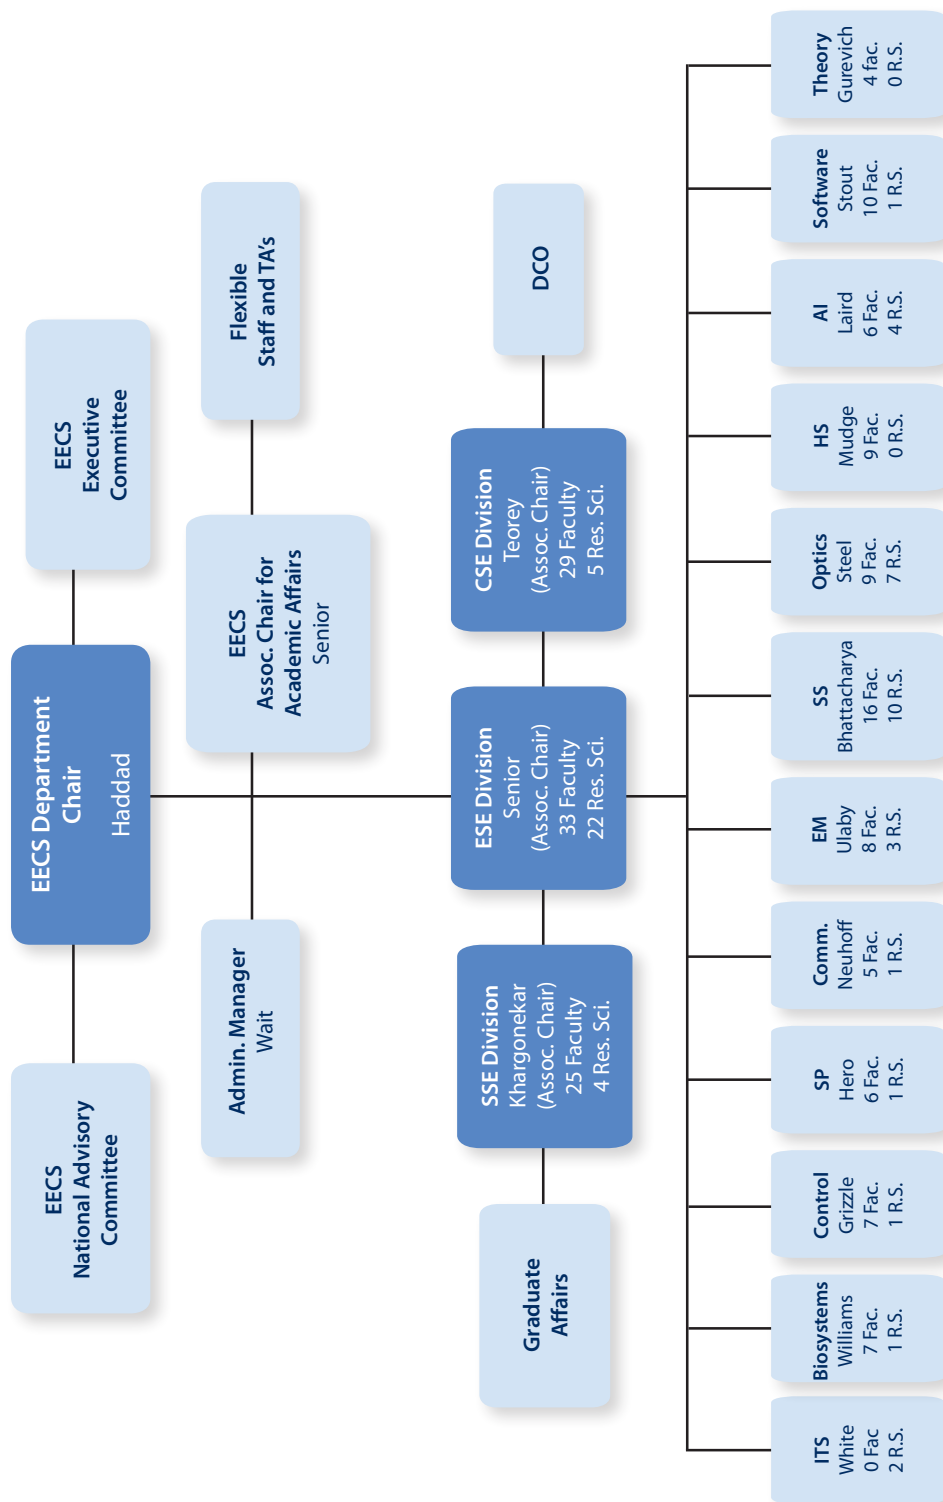 EECS Department
Chair
Haddad
EECS
National Advisory
Committee
EECS
Executive
Committee
Admin. Manager
Wait
EECS
Assoc. Chair for
Academic Affairs
Senior
Flexible
Staff and TA's
Graduate
Affairs
SSE Division
Khargonekar
(Assoc. Chair)
25 Faculty
4 Res. Sci.
ESE Division
Senior
(Assoc. Chair)
33 Faculty
22 Res. Sci.
CSE Division
Teorey
(Assoc. Chair)
29 Faculty
5 Res. Sci.
DCO
ITS
White
0 Fac
2 R.S.
Biosystems
Williams
7 Fac.
1 R.S.
Control
Grizzle
7 Fac.
1 R.S.
SP
Hero
6 Fac.
1 R.S.
Comm.
Neuhoff
5 Fac.
1 R.S.
EM
Ulaby
8 Fac.
3 R.S.
SS
Bhattacharya
16 Fac.
10 R.S.
Optics
Steel
9 Fac.
7 R.S.
HS
Mudge
9 Fac.
0 R.S.
AI
Laird
6 Fac.
4 R.S.
Software
Stout
10 Fac.
1 R.S.
Theory
Gurevich
4 fac.
0 R.S.